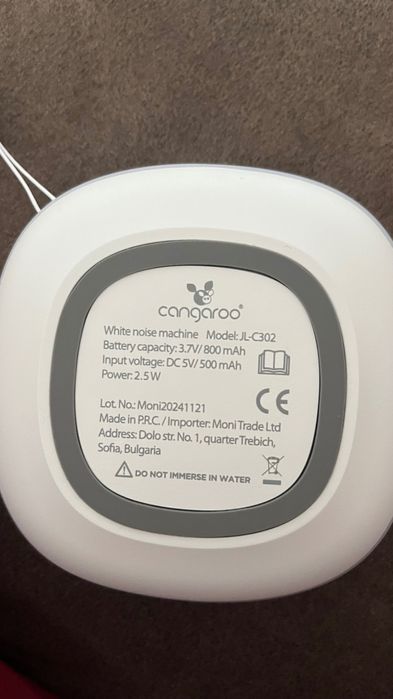 cangaroo®
White noise machine Model: JL-C302
Battery capacity: 3.7V/ 800 mAh
Input voltage: DC 5V/ 500 mAh
Power: 2.5 W
CE
Lot. No.: Moni20241121
Made in P.R.C. / Importer: Moni Trade Ltd
Address: Dolo str. No. 1, quarter Trebich,
Sofia, Bulgaria
DO NOT IMMERSE IN WATER